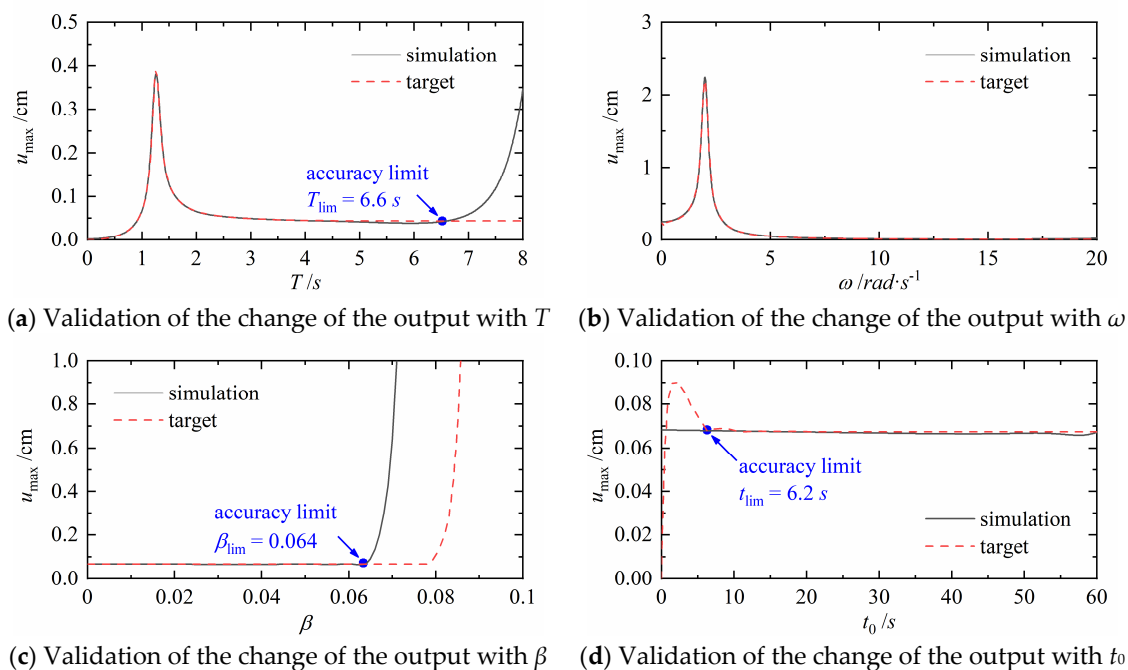 0.5
0.4
0.3
0.2
0.1
0.0
u_max /cm
simulation
target
accuracy limit
T_lim = 6.6 s
0 1 2 3 4 5 6 7 8
T /s
(a) Validation of the change of the output with T
3
2
1
0
u_max /cm
simulation
target
0 5 10 15 20
ω /rad·s⁻¹
(b) Validation of the change of the output with ω
1.0
0.8
0.6
0.4
0.2
0.0
u_max /cm
simulation
target
accuracy limit
β_lim = 0.064
0 0.02 0.04 0.06 0.08 0.1
β
(c) Validation of the change of the output with β
0.10
0.08
0.06
0.04
0.02
0.00
u_max /cm
accuracy limit
t_lim = 6.2 s
simulation
target
0 10 20 30 40 50 60
t₀ /s
(d) Validation of the change of the output with t₀